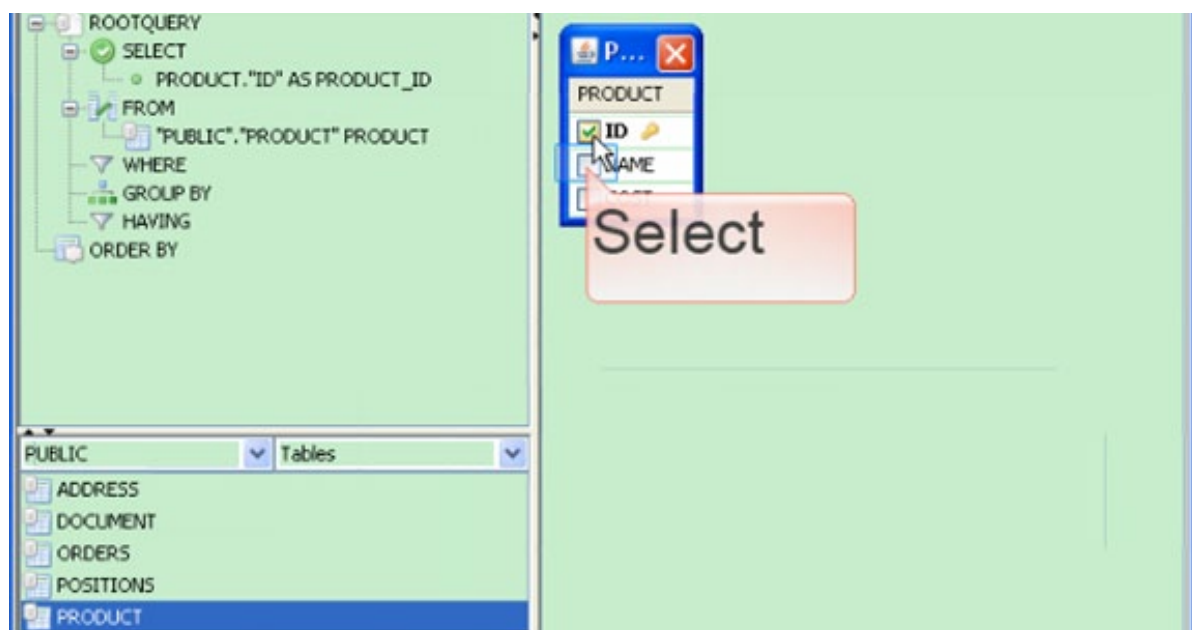 ROOTQUERY
SELECT
PRODUCT."ID" AS PRODUCT_ID
FROM
"PUBLIC"."PRODUCT" PRODUCT
WHERE
GROUP BY
HAVING
ORDER BY
PUBLIC
Tables
ADDRESS
DOCUMENT
ORDERS
POSITIONS
PRODUCT
P...
PRODUCT
ID
NAME
Select